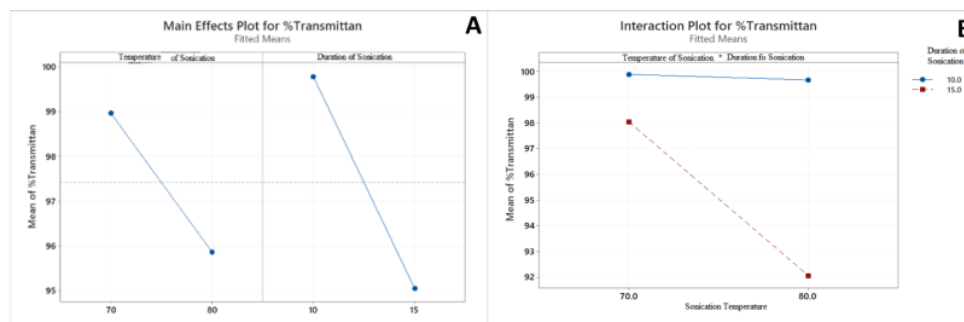 Main Effects Plot for %Transmittan
A
Fitted Means
Temperature of Sonication
Duration of Sonication
100
99
98
97
96
95
Mean of %Transmittan
70
80
10
15
Interaction Plot for %Transmittan
Fitted Means
Temperature of Sonication * Duration fo Sonication
100
99
98
97
96
95
94
93
92
Mean of %Transmittan
70.0
80.0
Sonication Temperature
Duration of
Sonication
10.0
15.0